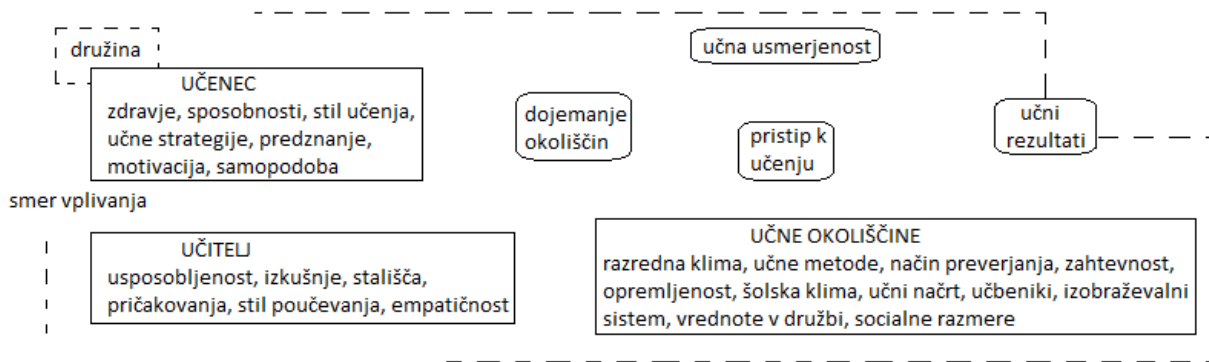 družina
učna usmerjenost
UČENEC
zdravje, sposobnosti, stil učenja,
učne strategije, predznanje,
motivacija, samopodoba
dojemanje
okoliščin
pristip k
učenju
učni
rezultati
smer vplivanja
UČITELJ
usposobljenost, izkušnje, stališča,
pričakovanja, stil poučevanja, empatičnost
UČNE OKOLIŠČINE
razredna klima, učne metode, način preverjanja, zahtevnost,
opremljenost, šolska klima, učni načrt, učbeniki, izobraževalni
sistem, vrednote v družbi, socialne razmere